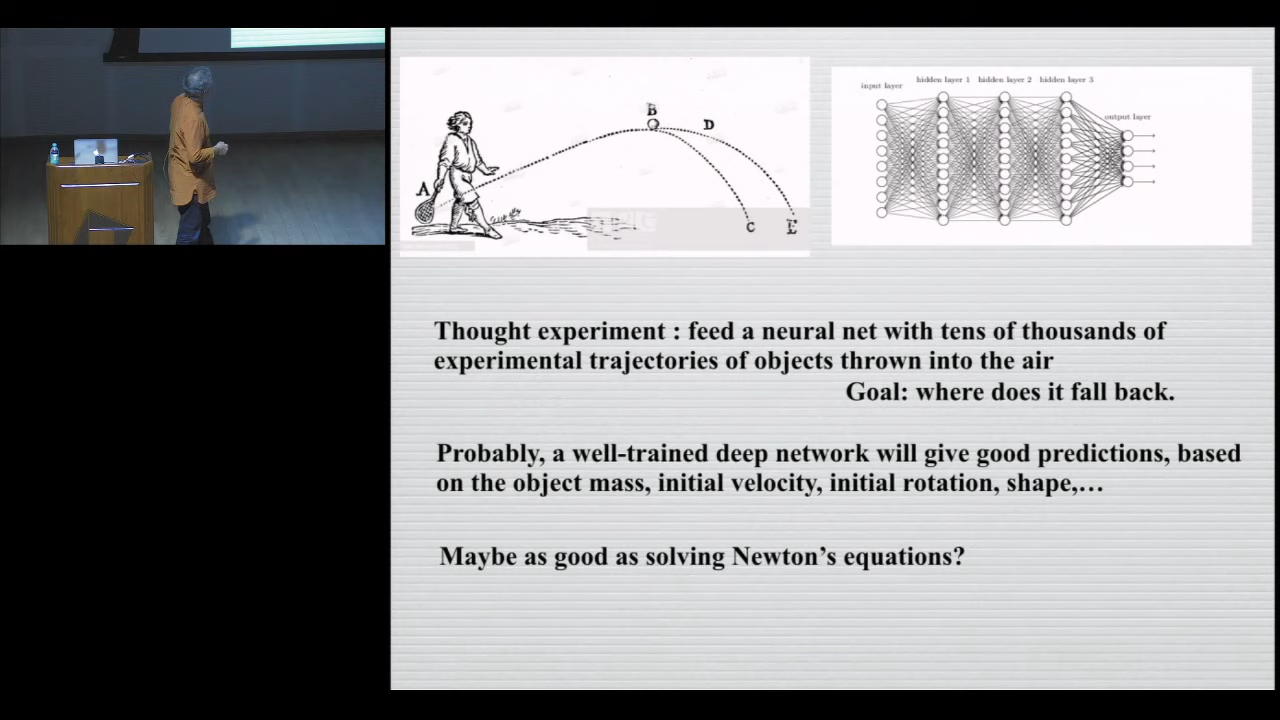 A
B
D
C
E
input layer
hidden layer 1
hidden layer 2
hidden layer 3
output layer
Thought experiment : feed a neural net with tens of thousands of
experimental trajectories of objects thrown into the air
Goal: where does it fall back.
Probably, a well-trained deep network will give good predictions, based
on the object mass, initial velocity, initial rotation, shape,…
Maybe as good as solving Newton’s equations?